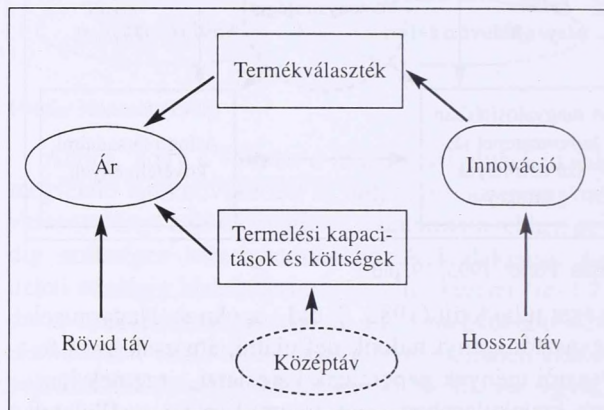 Termékválaszték
Ár
Innováció
Termelési kapaci-
tások és költségek
Rövid táv
Középtáv
Hosszú táv